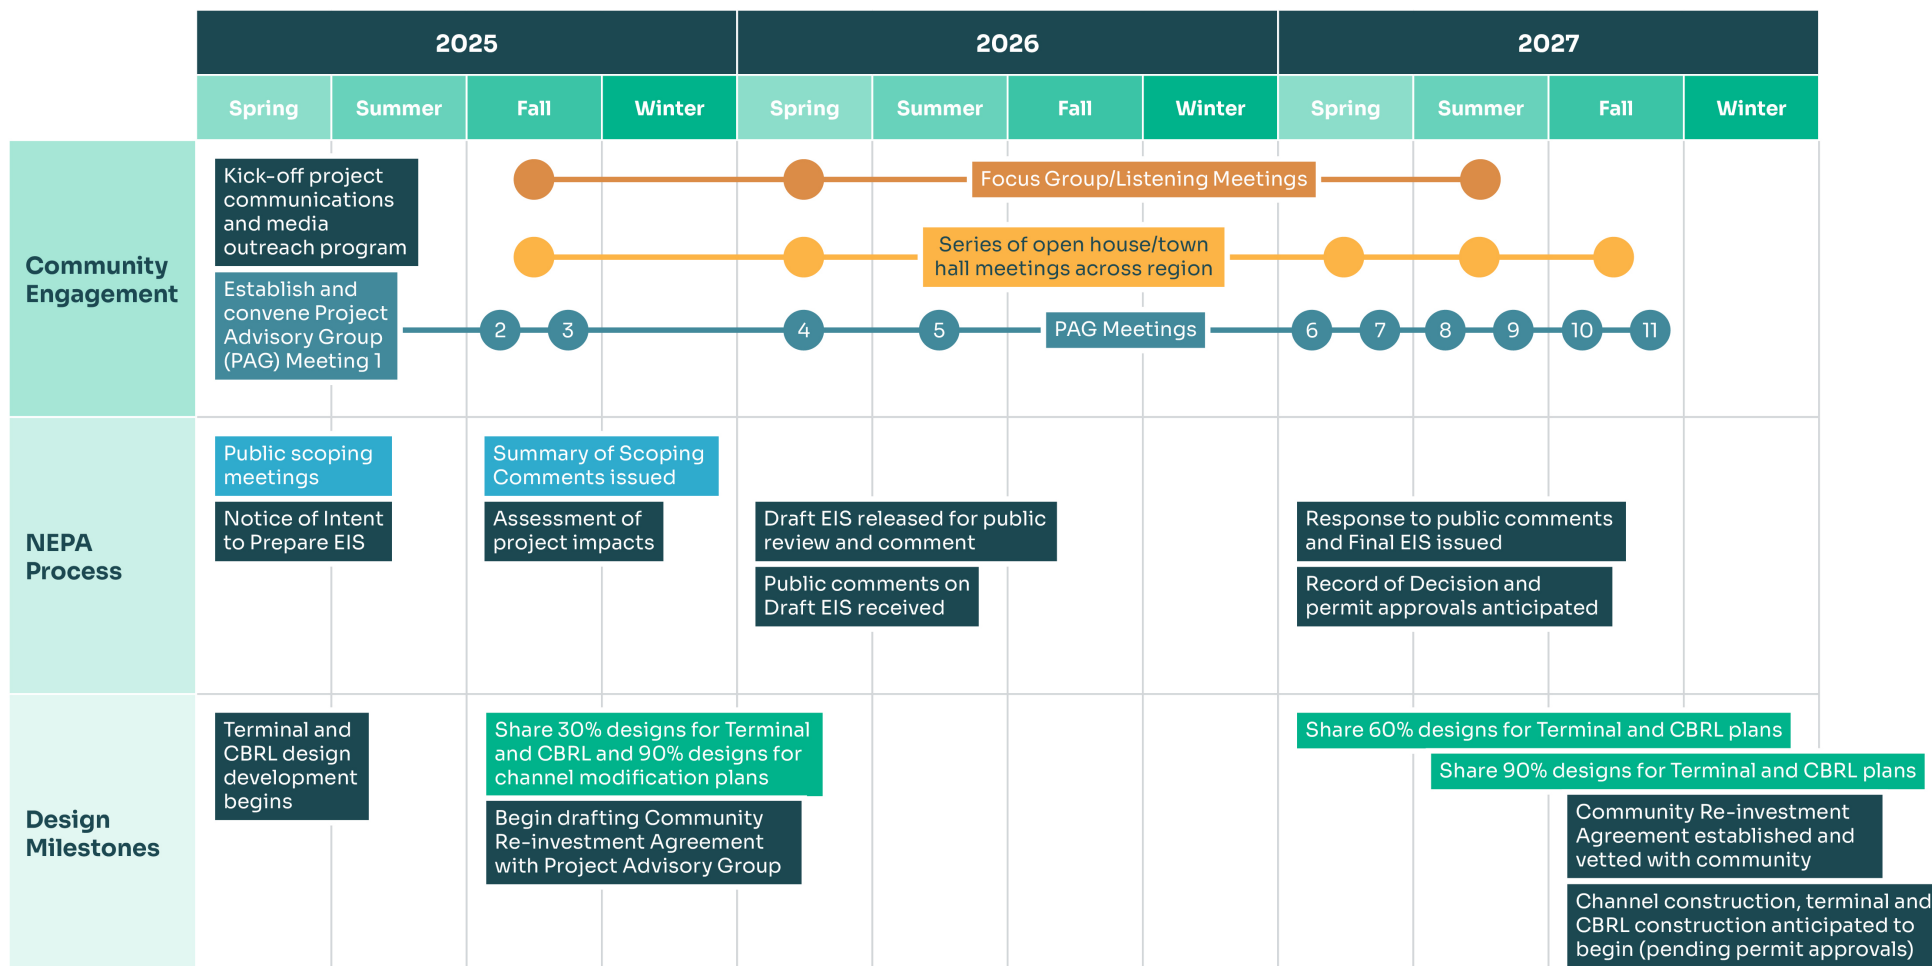 2025
2026
2027
Spring
Summer
Fall
Winter
Spring
Summer
Fall
Winter
Spring
Summer
Fall
Winter
Community
Engagement
Kick-off project
communications
and media
outreach program
Focus Group/Listening Meetings
Series of open house/town
hall meetings across region
Establish and
convene Project
Advisory Group
(PAG) Meeting 1
2
3
4
5
PAG Meetings
6
7
8
9
10
11
NEPA
Process
Public scoping
meetings
Notice of Intent
to Prepare EIS
Summary of Scoping
Comments issued
Assessment of
project impacts
Draft EIS released for public
review and comment
Public comments on
Draft EIS received
Response to public comments
and Final EIS issued
Record of Decision and
permit approvals anticipated
Design
Milestones
Terminal and
CBRL design
development
begins
Share 30% designs for Terminal
and CBRL and 90% designs for
channel modification plans
Begin drafting Community
Re-investment Agreement
with Project Advisory Group
Share 60% designs for Terminal and CBRL plans
Share 90% designs for Terminal and CBRL plans
Community Re-investment
Agreement established and
vetted with community
Channel construction, terminal and
CBRL construction anticipated to
begin (pending permit approvals)